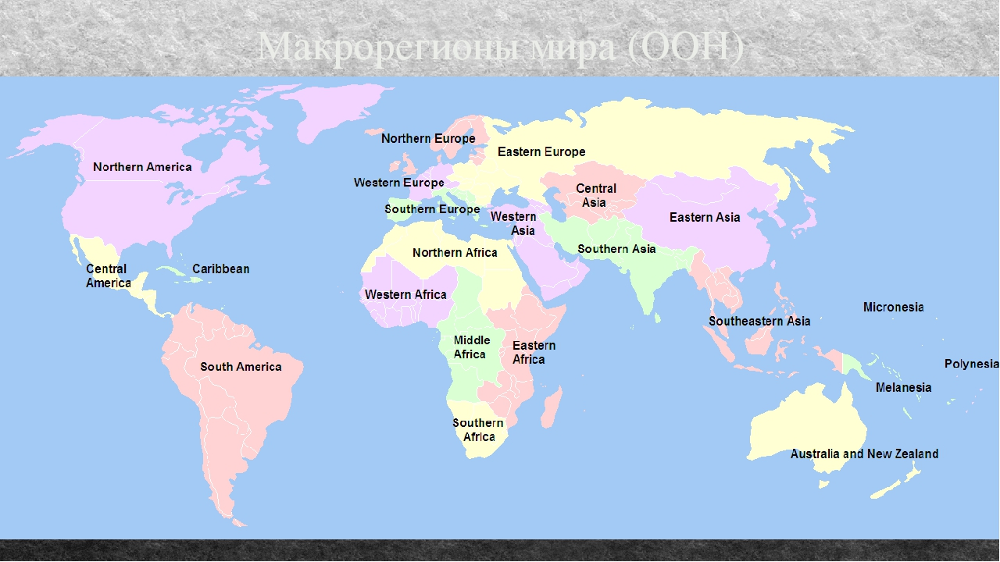 Макрорегионы мира (ООН)
Northern Europe
Eastern Europe
Northern America
Western Europe
Central
Asia
Southern Europe
Western
Asia
Eastern Asia
Southern Asia
Northern Africa
Central
America
Caribbean
Western Africa
Micronesia
Southeastern Asia
Middle
Africa
Eastern
Africa
South America
Polynesia
Melanesia
Southern
Africa
Australia and New Zealand